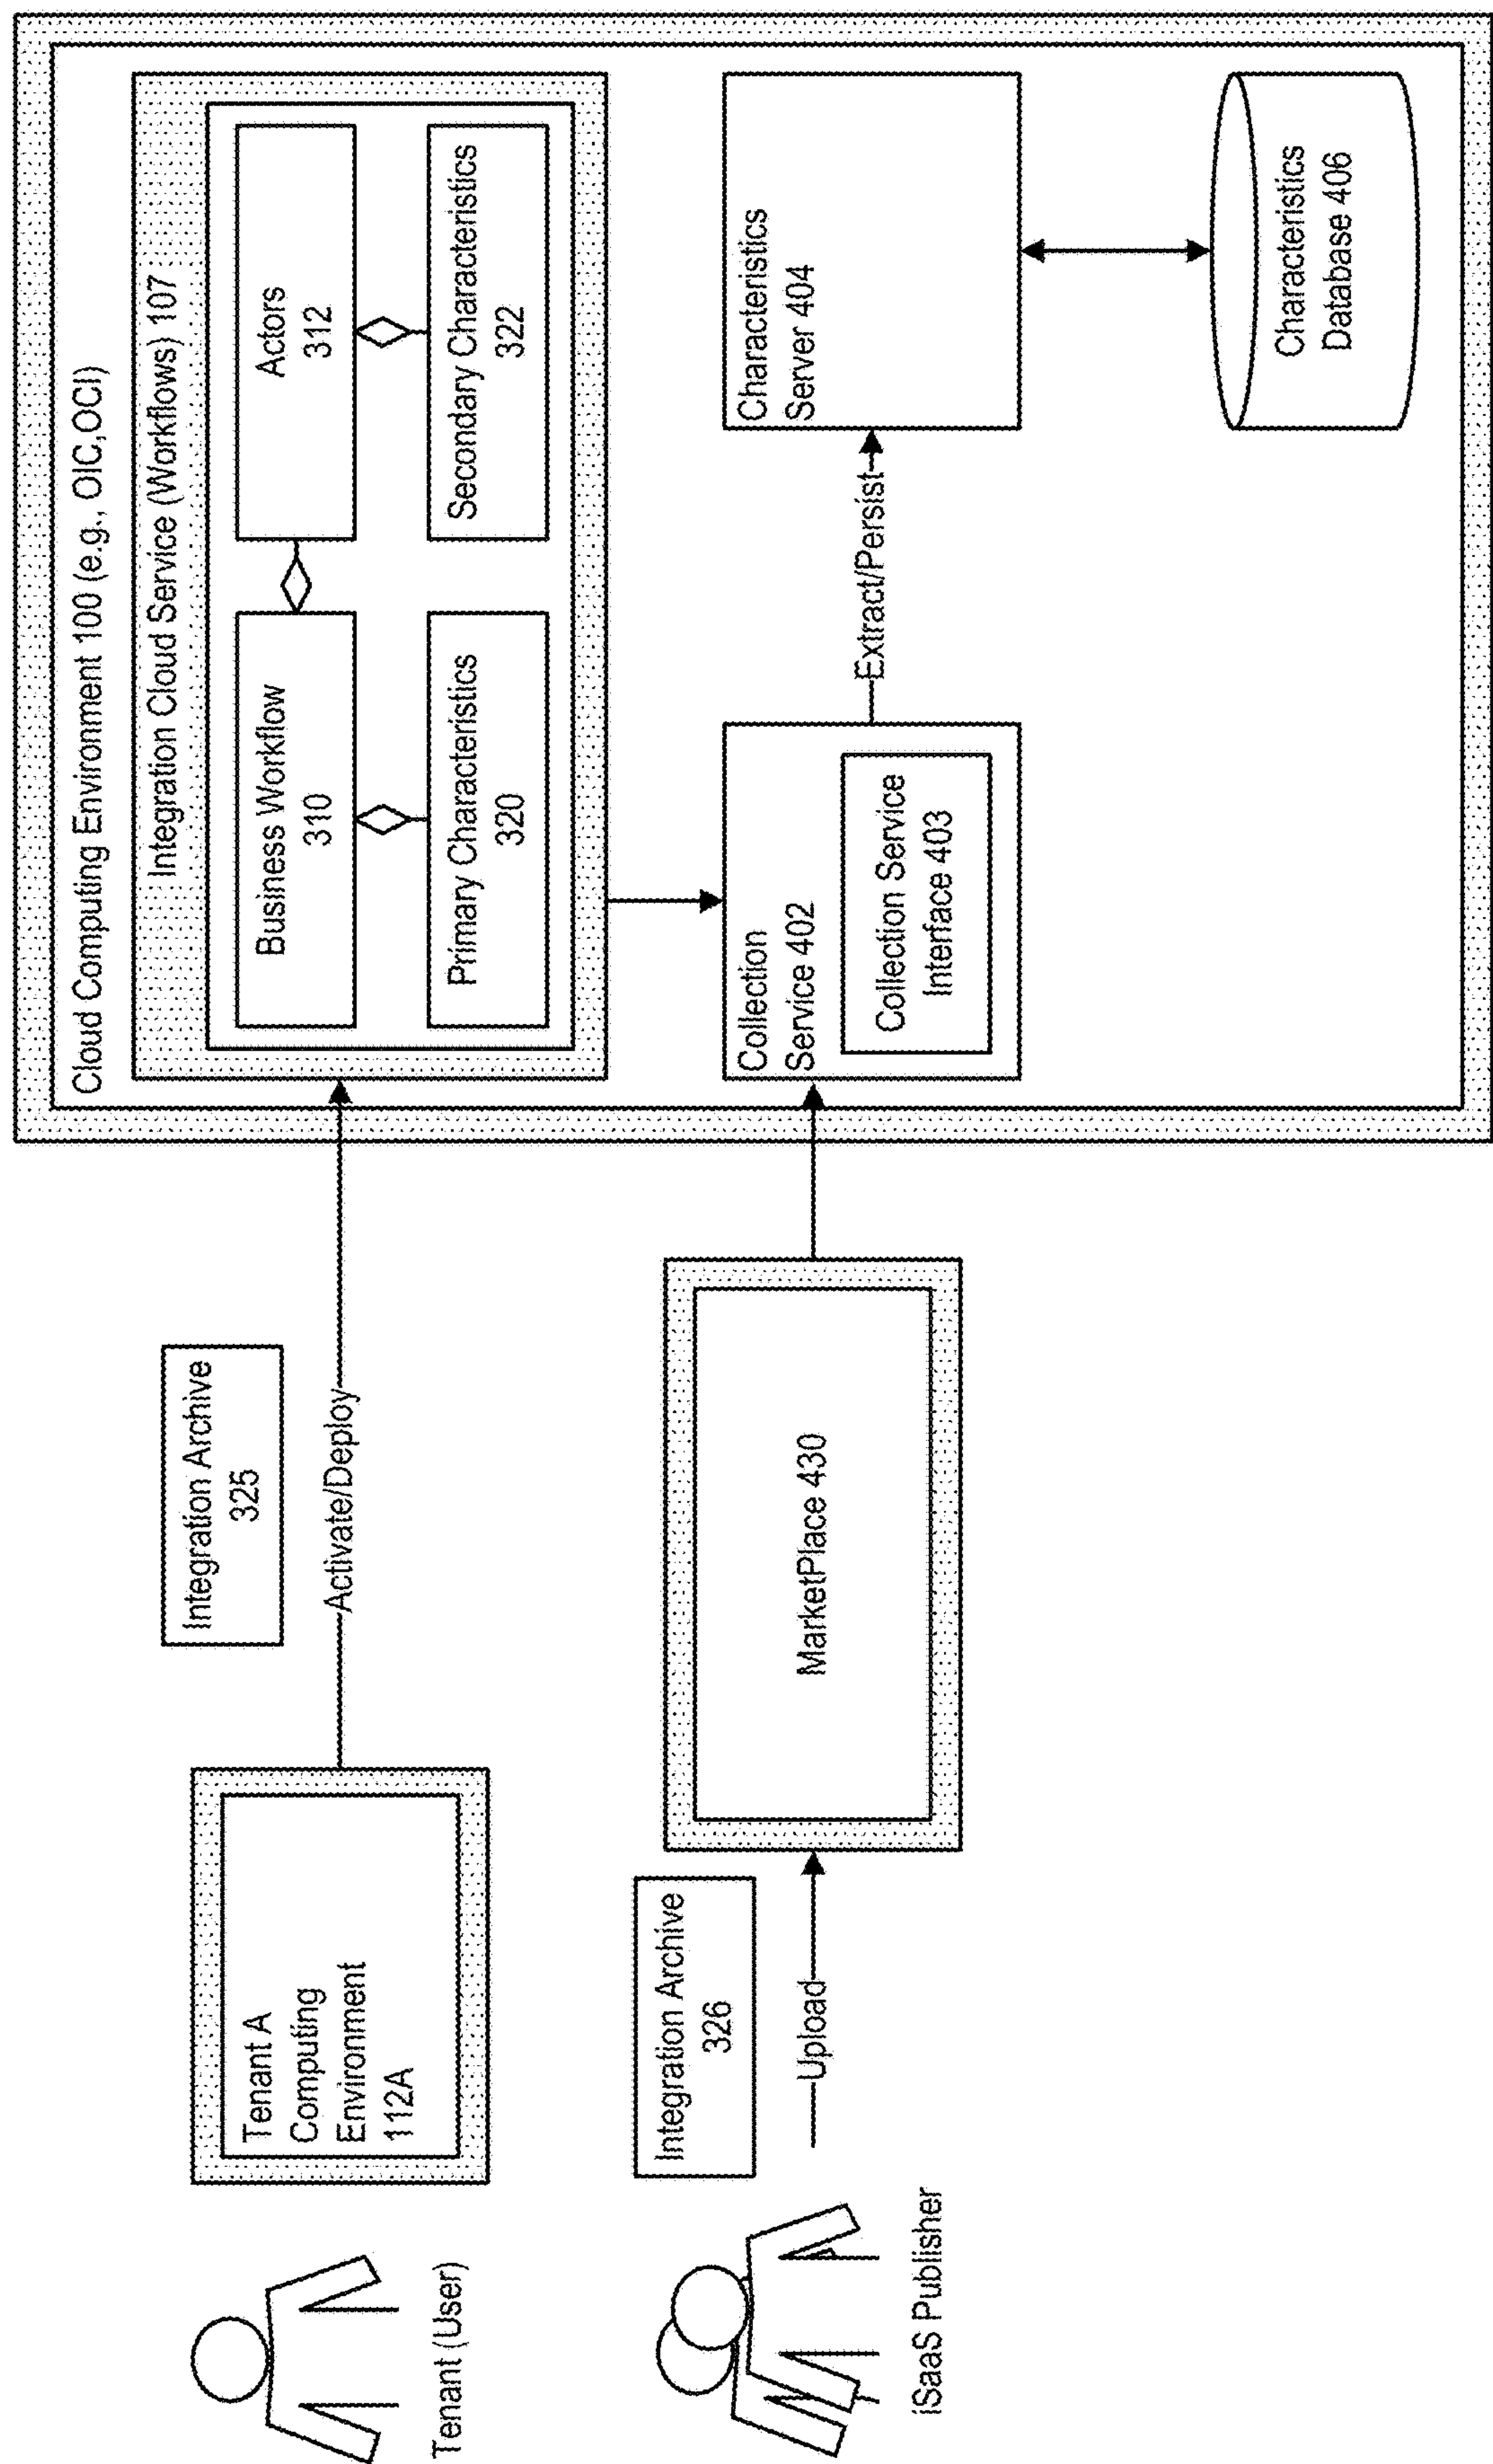 Cloud Computing Environment 100 (e.g., OIC,OCI)
Integration Cloud Service (Workflows) 107
Business Workflow
310
Actors
312
Primary Characteristics
320
Secondary Characteristics
322
Collection
Service 402
Collection Service
Interface 403
Extract/Persist
Characteristics
Server 404
Characteristics
Database 406
Integration Archive
325
Activate/Deploy
Tenant A
Computing
Environment
112A
Tenant (User)
MarketPlace 430
Integration Archive
326
Upload
iSaaS Publisher